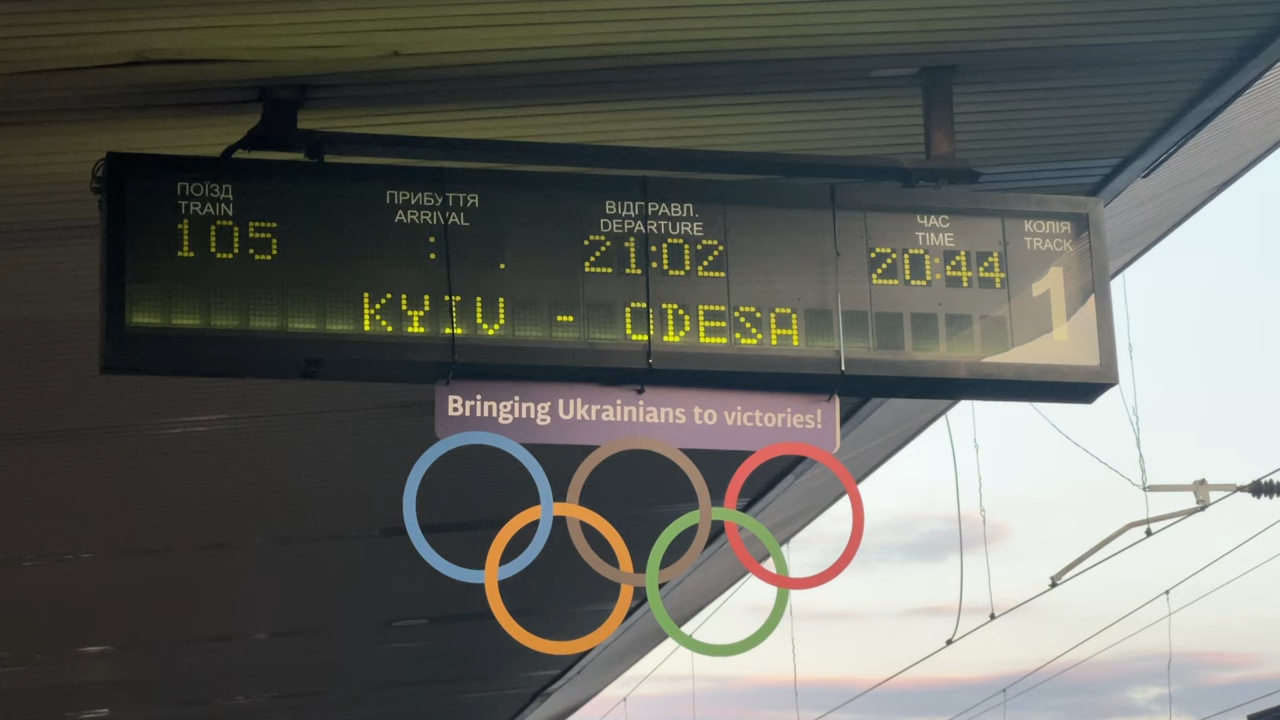 ПОЇЗД
TRAIN
105
ПРИБУТТЯ
ARRIVAL
: .
ВІДПРАВЛ.
DEPARTURE
21:02
ЧАС
TIME
20:44
КОЛІЯ
TRACK
1
KYIV - ODESA
Bringing Ukrainians to victories!